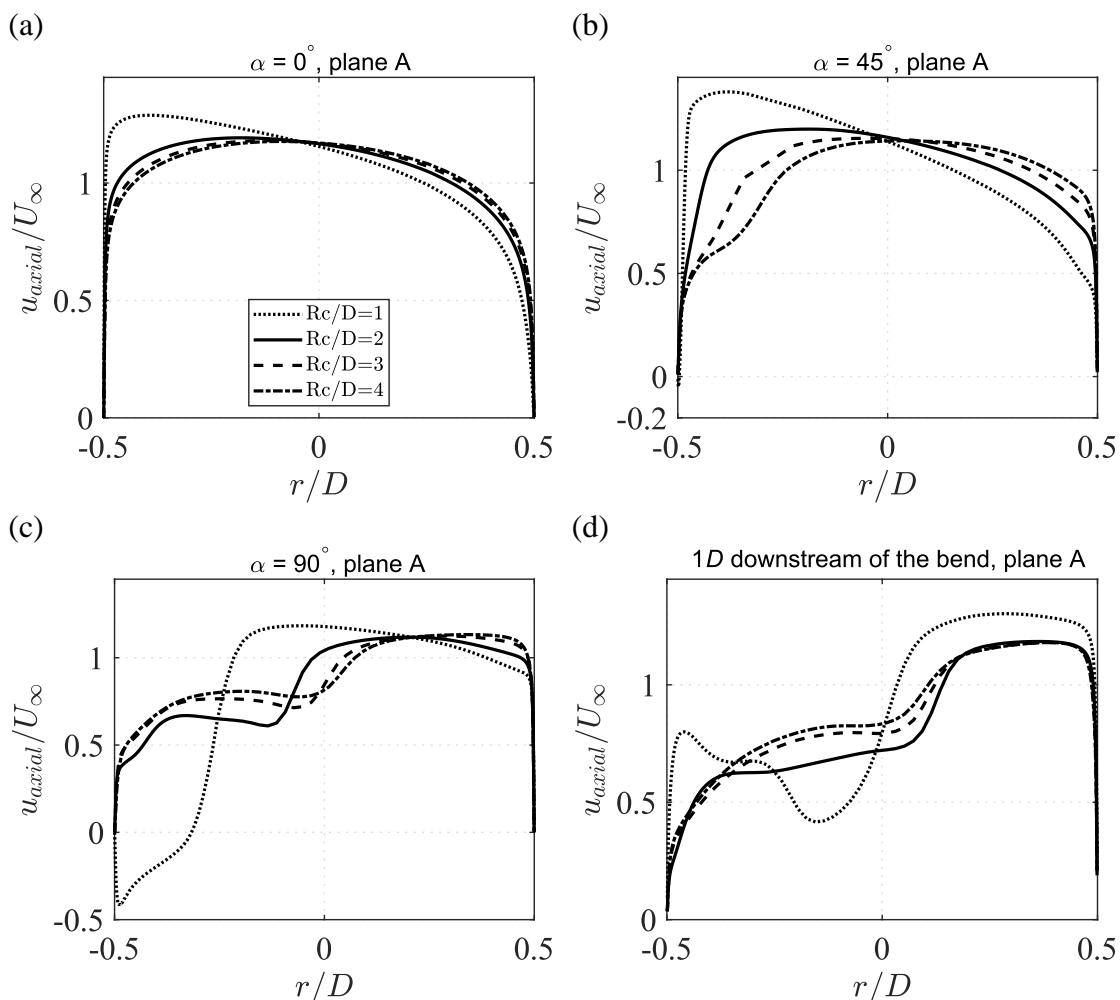 (a)
α = 0°, plane A
u_axial/U_∞
1
0.5
0
-0.5
0
0.5
r/D
Rc/D=1
Rc/D=2
Rc/D=3
Rc/D=4
(b)
α = 45°, plane A
u_axial/U_∞
1
0.5
0
-0.2
-0.5
0
0.5
r/D
(c)
α = 90°, plane A
u_axial/U_∞
1
0.5
0
-0.5
-0.5
0
0.5
r/D
(d)
1D downstream of the bend, plane A
u_axial/U_∞
1
0.5
0
-0.5
0
0.5
r/D